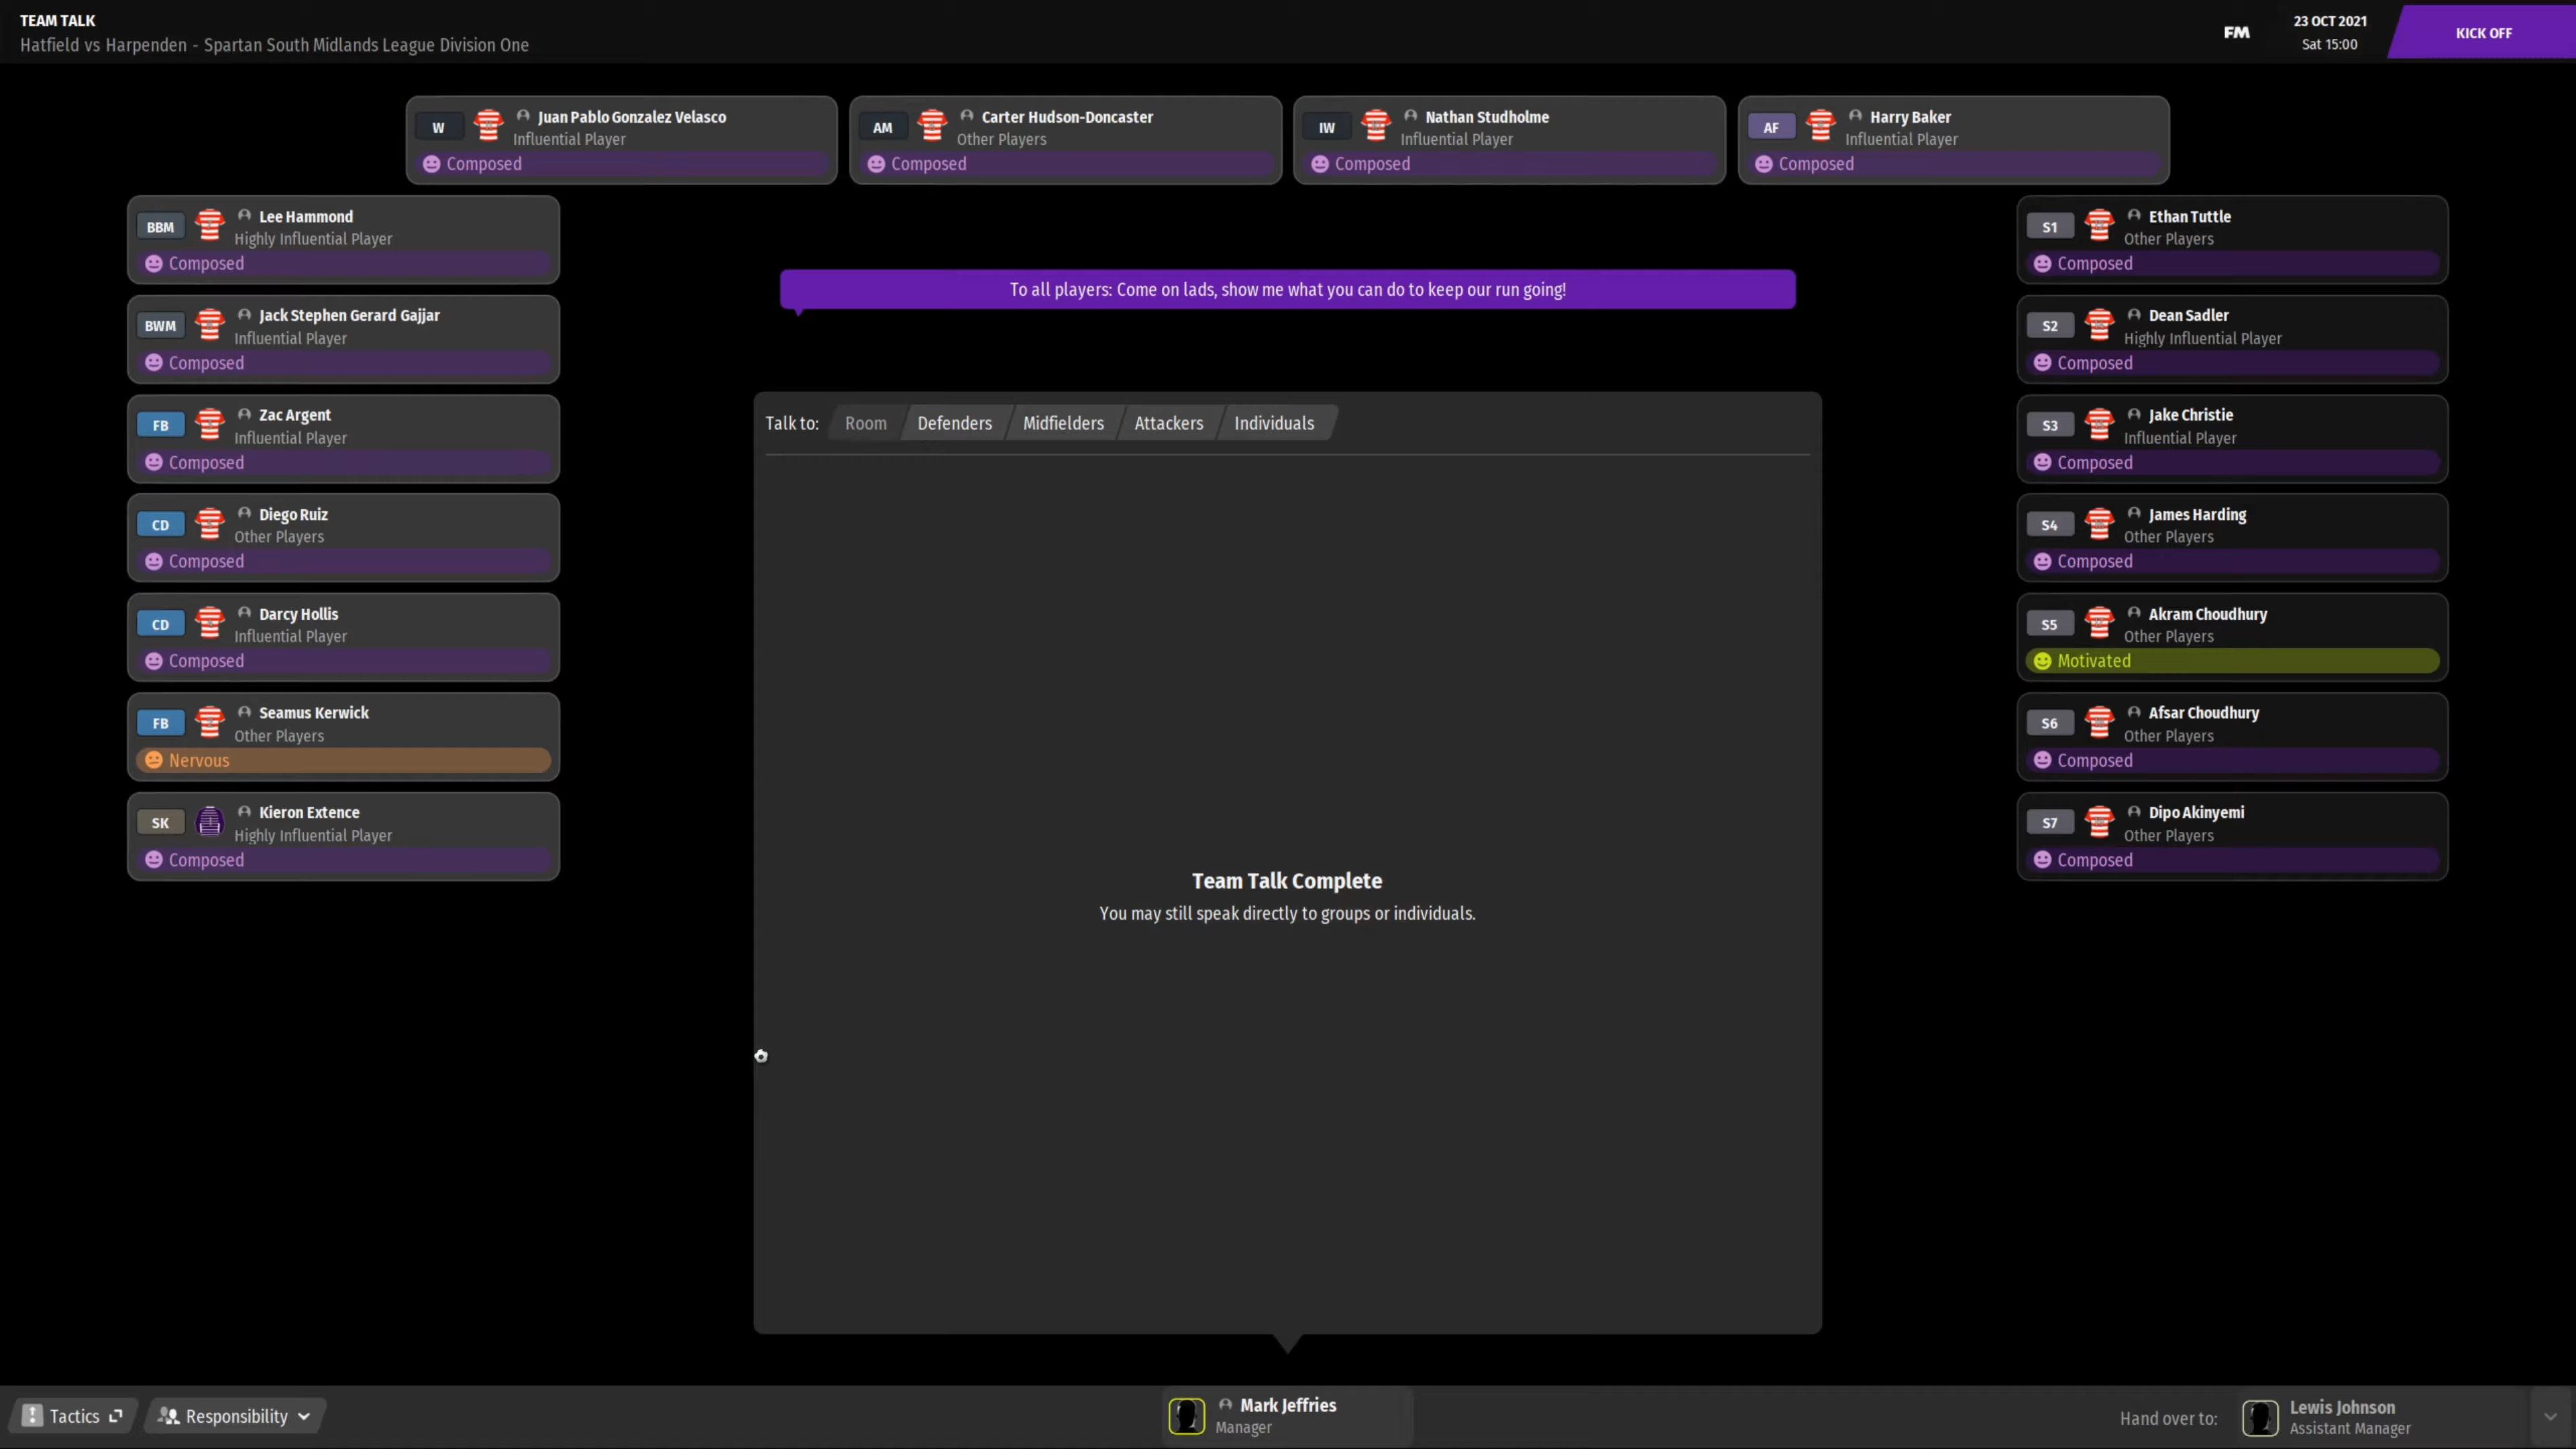 TEAM TALK
Hatfield vs Harpenden - Spartan South Midlands League Division One
FM
23 OCT 2021
Sat 15:00
KICK OFF
W
Juan Pablo Gonzalez Velasco
Influential Player
Composed
AM
Carter Hudson-Doncaster
Other Players
Composed
IW
Nathan Studholme
Influential Player
Composed
AF
Harry Baker
Influential Player
Composed
BBM
Lee Hammond
Highly Influential Player
Composed
BWM
Jack Stephen Gerard Gajjar
Influential Player
Composed
FB
Zac Argent
Influential Player
Composed
CD
Diego Ruiz
Other Players
Composed
CD
Darcy Hollis
Influential Player
Composed
FB
Seamus Kerwick
Other Players
Nervous
SK
Kieron Extence
Highly Influential Player
Composed
To all players: Come on lads, show me what you can do to keep our run going!
Talk to: Room Defenders Midfielders Attackers Individuals
Team Talk Complete
You may still speak directly to groups or individuals.
S1
Ethan Tuttle
Other Players
Composed
S2
Dean Sadler
Highly Influential Player
Composed
S3
Jake Christie
Influential Player
Composed
S4
James Harding
Other Players
Composed
S5
Akram Choudhury
Other Players
Motivated
S6
Afsar Choudhury
Other Players
Composed
S7
Dipo Akinyemi
Other Players
Composed
Tactics
Responsibility
Mark Jeffries
Manager
Hand over to:
Lewis Johnson
Assistant Manager